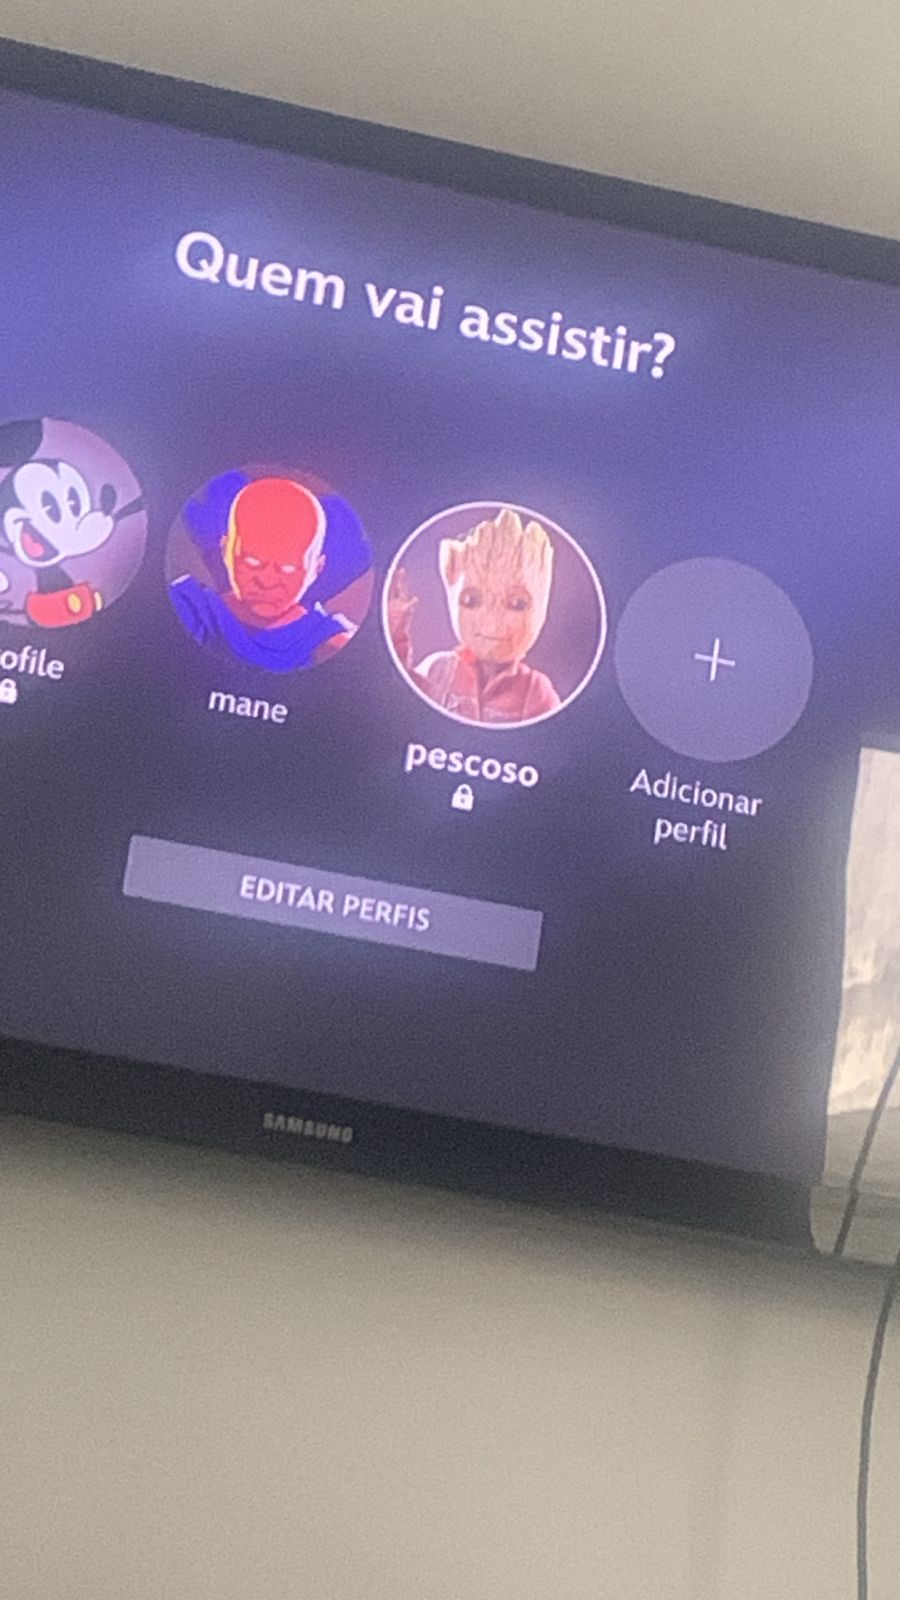 Quem vai assistir?
ofile
mane
pescoso
Adicionar
perfil
EDITAR PERFIS
SAMSUNG